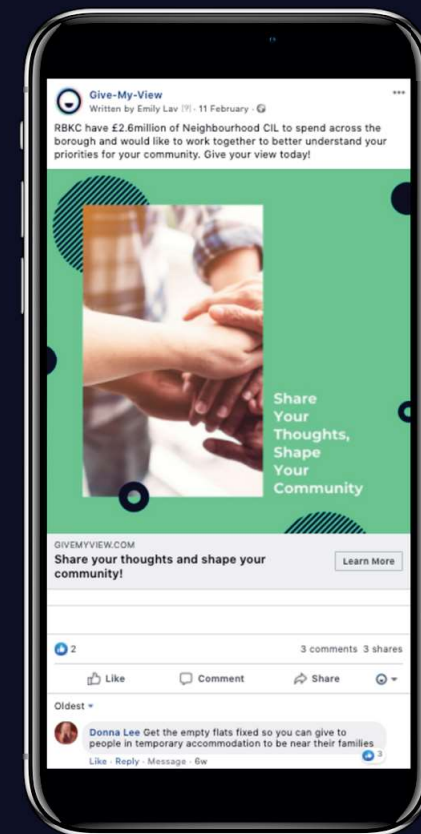 Give-My-View
Written by Emily Lav · 11 February ·
RBKC have £2.6million of Neighbourhood CIL to spend across the
borough and would like to work together to better understand your
priorities for your community. Give your view today!
Share
Your
Thoughts,
Shape
Your
Community
GIVEMYVIEW.COM
Share your thoughts and shape your
community!
Learn More
2
3 comments 3 shares
Like Comment Share
Oldest
Donna Lee Get the empty flats fixed so you can give to
people in temporary accommodation to be near their families
3
Like · Reply · Message · 6w